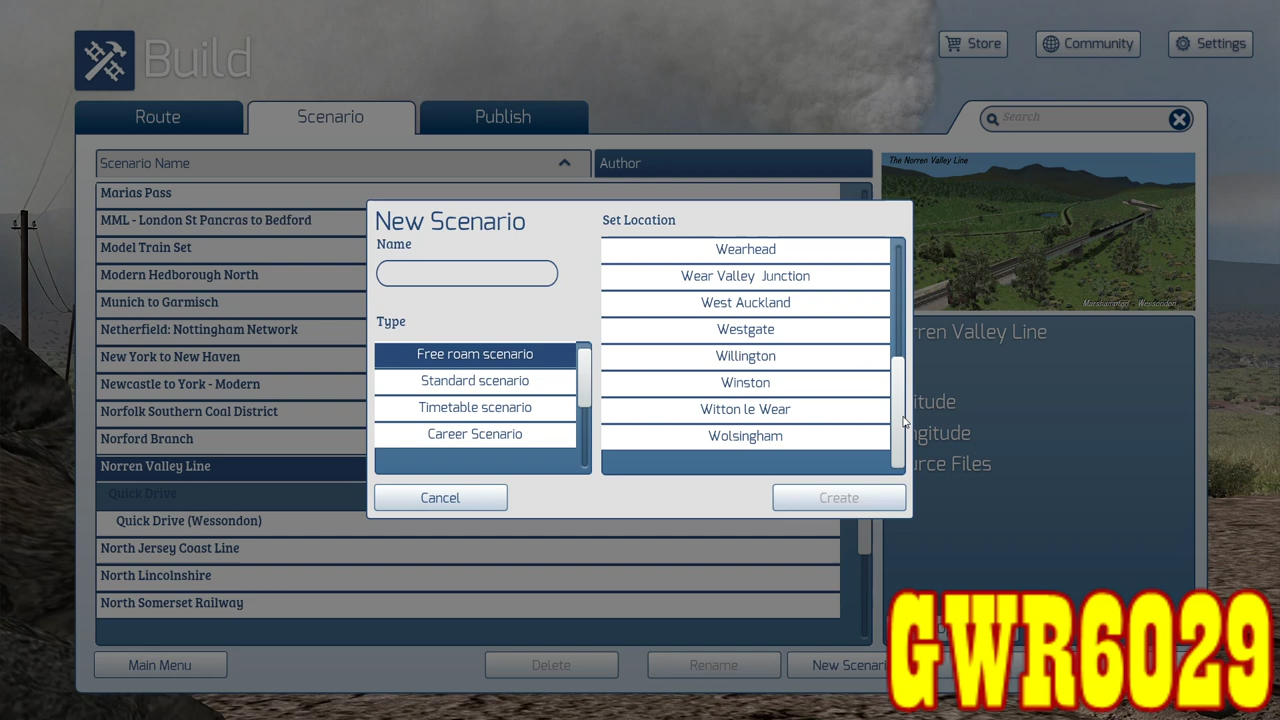 Build
Store
Community
Settings
Route
Scenario
Publish
Search
Scenario Name
Author
Marias Pass
MML - London St Pancras to Bedford
Model Train Set
Modern Hedborough North
Munich to Garmisch
Netherfield: Nottingham Network
New York to New Haven
Newcastle to York - Modern
Norfolk Southern Coal District
Norford Branch
Norren Valley Line
Quick Drive
Quick Drive (Wessondon)
North Jersey Coast Line
North Lincolnshire
North Somerset Railway
New Scenario
Name
Type
Free roam scenario
Standard scenario
Timetable scenario
Career Scenario
Cancel
Set Location
Wearhead
Wear Valley  Junction
West Auckland
Westgate
Willington
Winston
Witton le Wear
Wolsingham
Create
The Norren Valley Line
Marshampton - Wessondon
rren Valley Line
itude
ngitude
urce Files
Main Menu
Delete
Rename
New Scenari
GWR6029